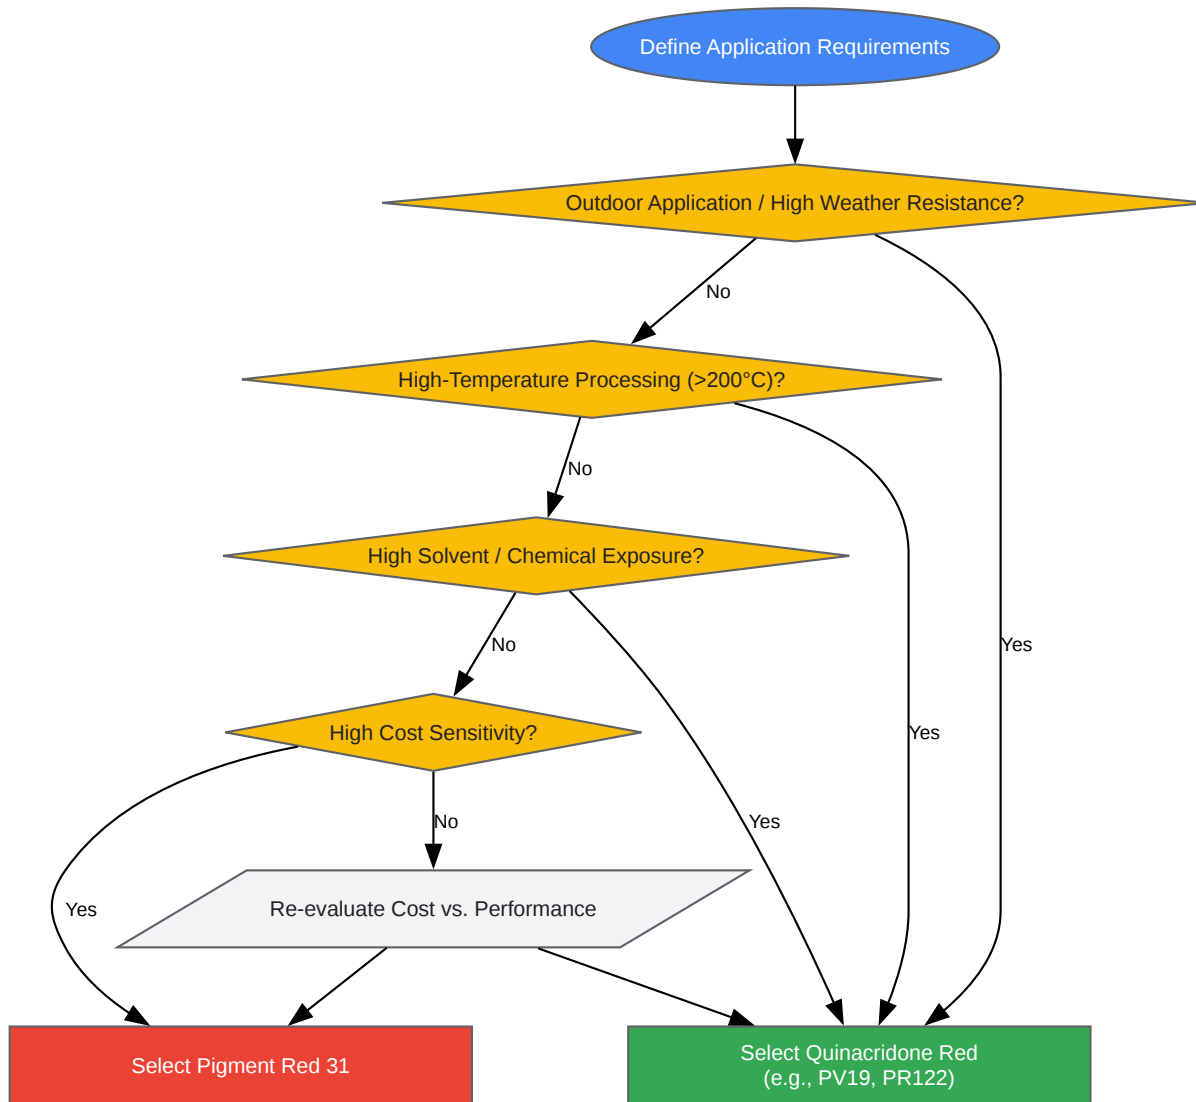 Define Application Requirements
Outdoor Application / High Weather Resistance?
No
High-Temperature Processing (>200°C)?
No
High Solvent / Chemical Exposure?
No
Yes
High Cost Sensitivity?
Yes
No
Yes
Yes
Re-evaluate Cost vs. Performance
Select Pigment Red 31
Select Quinacridone Red
(e.g., PV19, PR122)